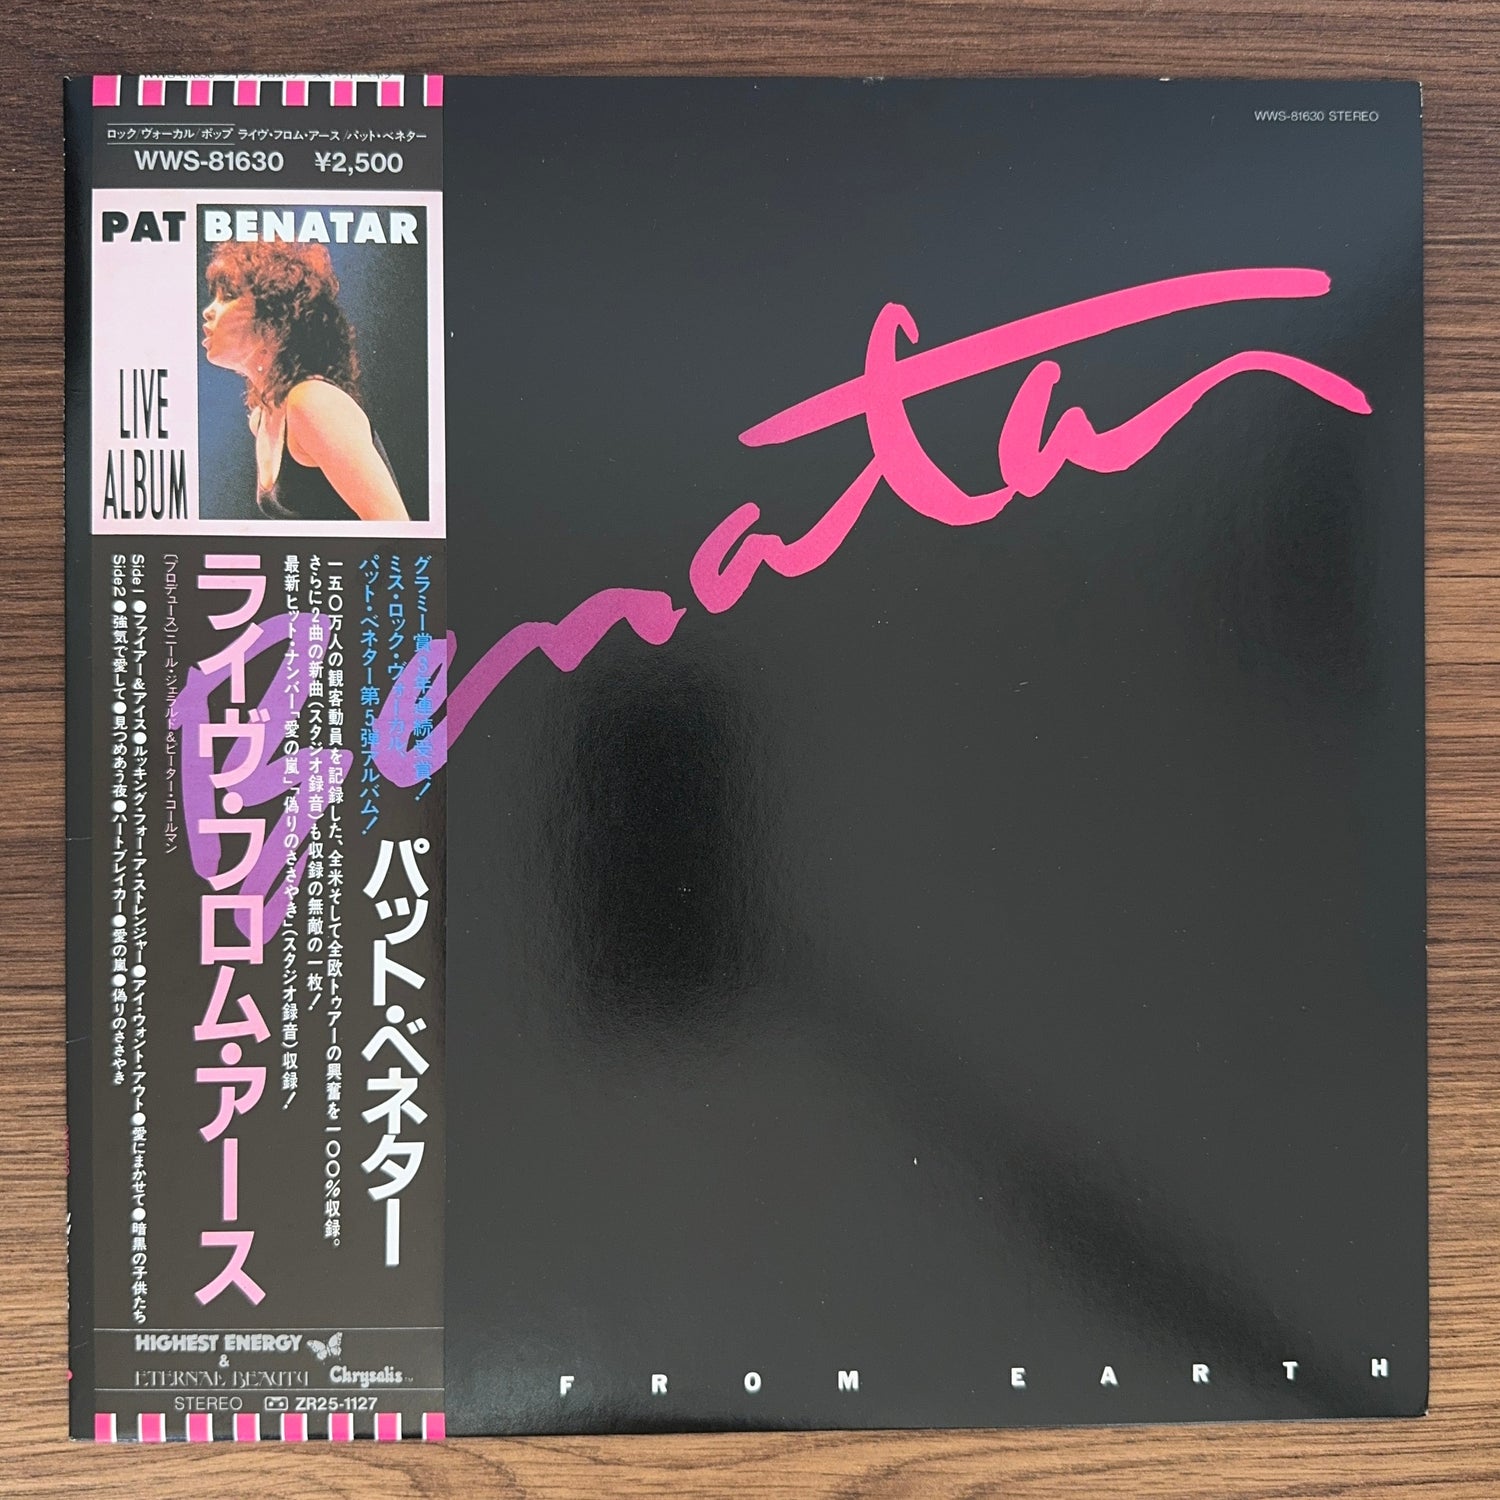 ロック/ヴォーカル/ポップ ライヴ・フロム・アース/パット・ベネター
WWS-81630 ¥2,500
PAT BENATAR
LIVE
ALBUM
グラミー賞3年連続受賞!
ミス・ロック・ヴォーカル、
パット・ベネター第5弾アルバム!
パット・ベネター
一五〇万人の観客動員を記録した、全米そして全欧トゥアーの興奮を一〇〇%収録。
さらに2曲の新曲(スタジオ録音)も収録の無敵の一枚!
最新ヒット・ナンバー「愛の嵐」「偽りのささやき」(スタジオ録音)収録!
ライヴ・フロム・アース
〔プロデュース〕ニール・ジェラルド&ピーター・コールマン
Side 1 ●ファイアー&アイス●ルッキング・フォー・ア・ストレンジャー●アイ・ウォント・アウト●愛にまかせて●暗黒の子供たち
Side 2 ●強気で愛して●見つめあう夜●ハートブレイカー●愛の嵐●偽りのささやき
HIGHEST ENERGY
&
ETERNAL BEAUTY Chrysalis™
STEREO ZR25-1127
WWS-81630 STEREO
Benatar
FROM EARTH